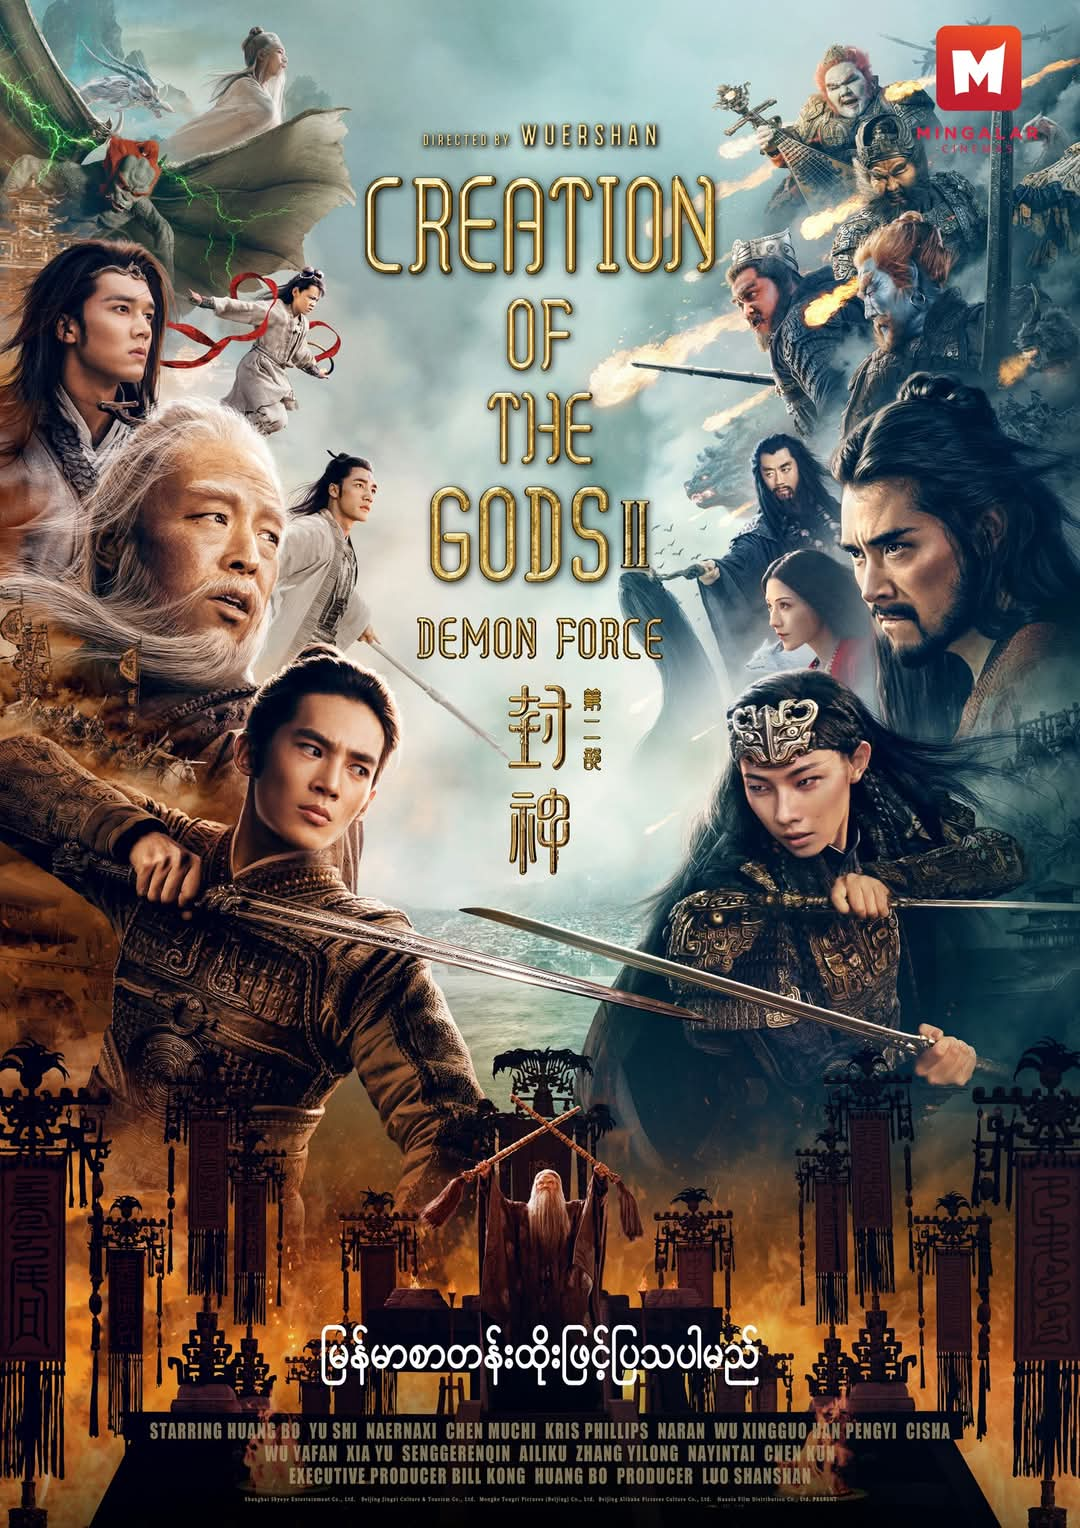 M
MINGALAR
CINEMAS
DIRECTED BY WUERSHAN
CREATION
OF
THE
GODS II
DEMON FORCE
封神
第二部
မြန်မာစာတန်းထိုးဖြင့်ပြသပါမည်
STARRING HUANG BO YU SHI NAERNAXI CHEN MUCHI KRIS PHILLIPS NARAN WU XINGGUO HAN PENGYI CISHA
WU YAFAN XIA YU SENGGERENQIN AILIKU ZHANG YILONG NAYINTAI CHEN KUN
EXECUTIVE PRODUCER BILL KONG HUANG BO PRODUCER LUO SHANSHAN